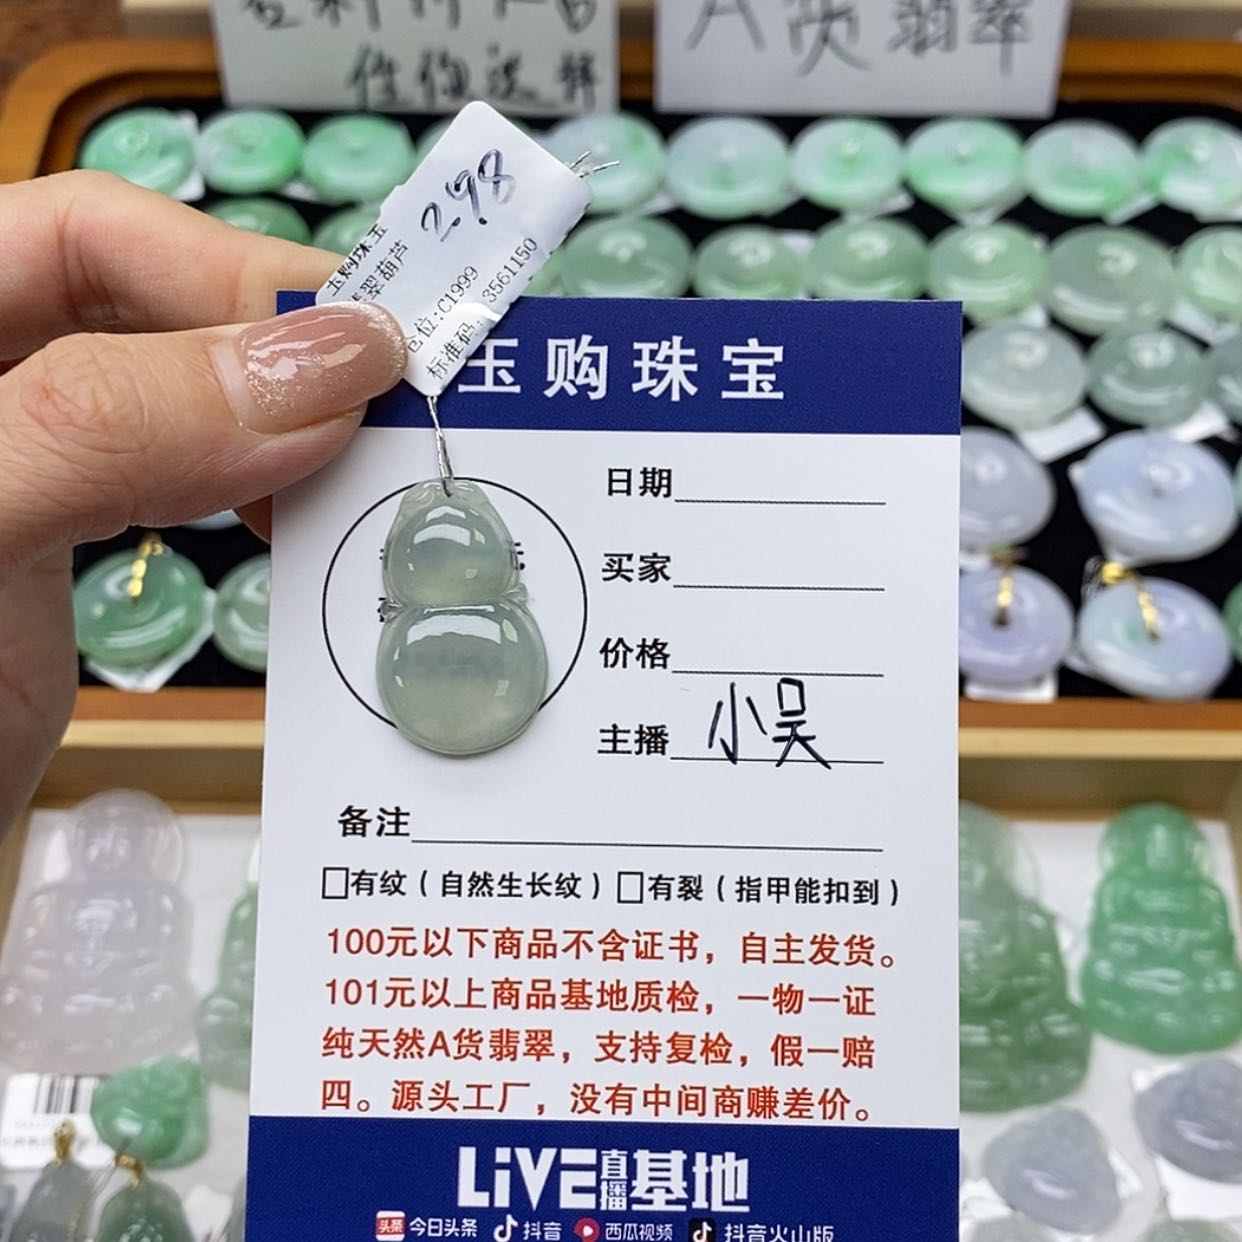 A货翡翠
2.98
玉购珠玉
翡翠葫芦
仓位:C1999
标准码: 3561150
玉购珠宝
日期
买家
价格
主播 小吴
备注
□有纹（自然生长纹）□有裂（指甲能扣到）
100元以下商品不含证书，自主发货。
101元以上商品基地质检，一物一证
纯天然A货翡翠，支持复检，假一赔
四。源头工厂，没有中间商赚差价。
LiVE直播基地
头条 今日头条 抖音 西瓜视频 抖音火山版